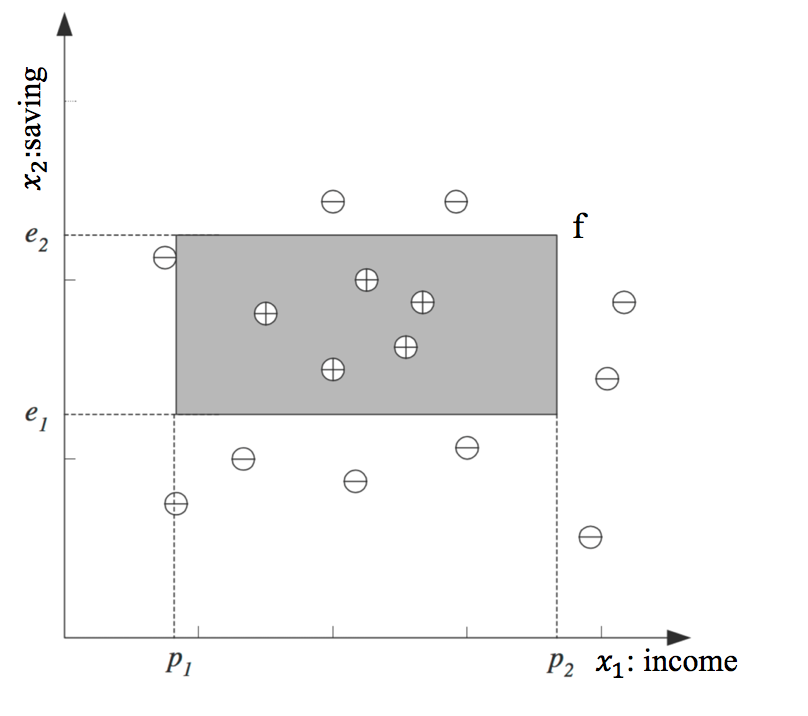 x₂:saving
e₂
f
e₁
p₁
p₂
x₁: income